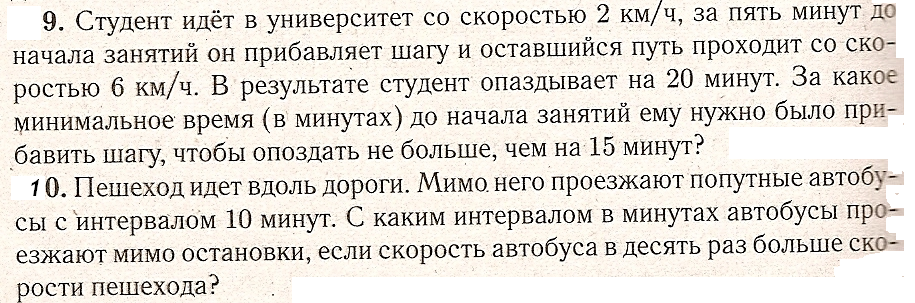 9. Студент идёт в университет со скоростью 2 км/ч, за пять минут до
начала занятий он прибавляет шагу и оставшийся путь проходит со ско-
ростью 6 км/ч. В результате студент опаздывает на 20 минут. За какое
минимальное время (в минутах) до начала занятий ему нужно было при-
бавить шагу, чтобы опоздать не больше, чем на 15 минут?
10. Пешеход идет вдоль дороги. Мимо него проезжают попутные автобу-
сы с интервалом 10 минут. С каким интервалом в минутах автобусы про-
езжают мимо остановки, если скорость автобуса в десять раз больше ско-
рости пешехода?